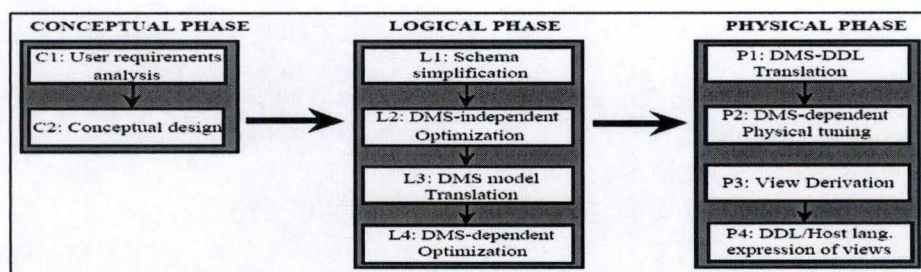 CONCEPTUAL PHASE
C1: User requirements
analysis
C2: Conceptual design
LOGICAL PHASE
L1: Schema
simplification
L2: DMS-independent
Optimization
L3: DMS model
Translation
L4: DMS-dependent
Optimization
PHYSICAL PHASE
P1: DMS-DDL
Translation
P2: DMS-dependent
Physical tuning
P3: View Derivation
P4: DDL/Host lang.
expression of views